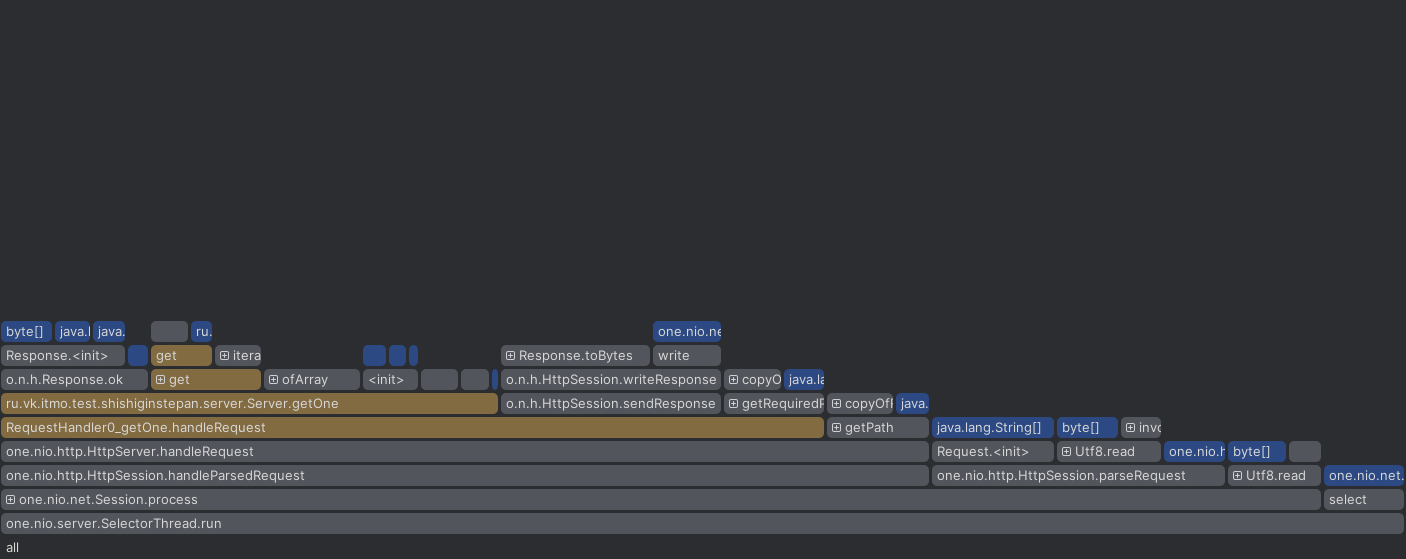 byte[] java.l java. ru. one.nio.ne
Response.<init> get itera Response.toBytes write
o.n.h.Response.ok get ofArray <init> o.n.h.HttpSession.writeResponse copyO java.la
ru.vk.itmo.test.shishiginstepan.server.Server.getOne o.n.h.HttpSession.sendResponse getRequiredP copyOf java.
RequestHandler0_getOne.handleRequest getPath java.lang.String[] byte[] invo
one.nio.http.HttpServer.handleRequest Request.<init> Utf8.read one.nio.h byte[]
one.nio.http.HttpSession.handleParsedRequest one.nio.http.HttpSession.parseRequest Utf8.read one.nio.net.
one.nio.net.Session.process select
one.nio.server.SelectorThread.run
all